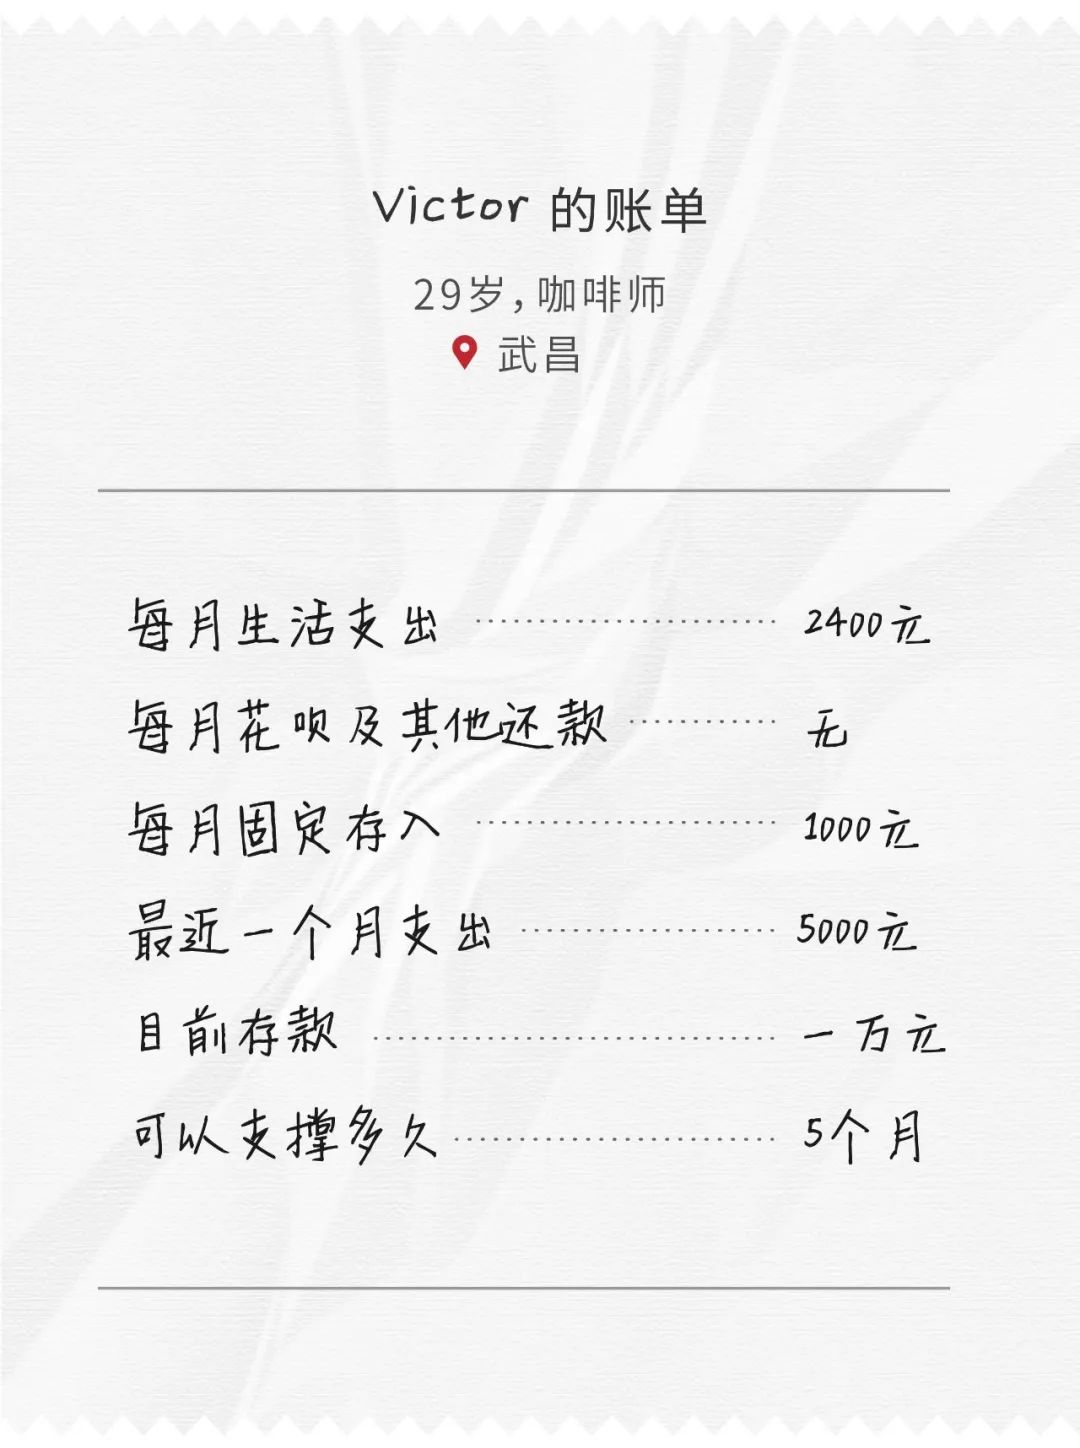 Victor 的账单
29岁，咖啡师
武昌
每月生活支出 2400元
每月花呗及其他还款 无
每月固定存入 1000元
最近一个月支出 5000元
目前存款 一万元
可以支撑多久 5个月